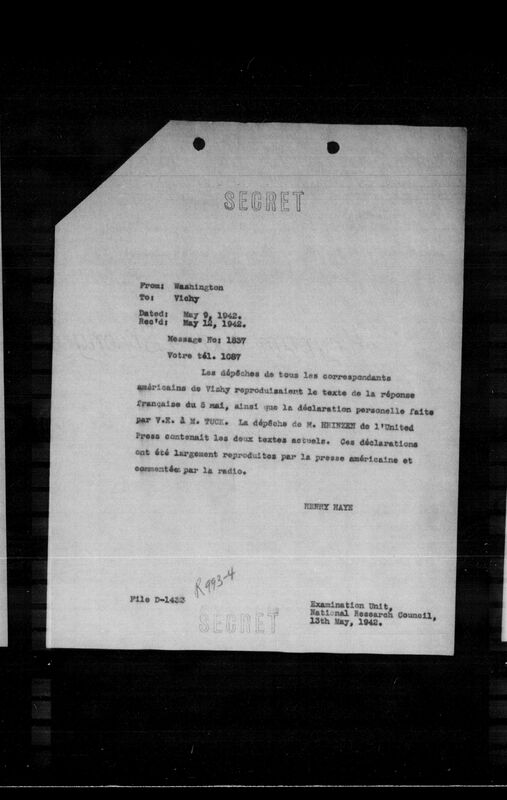 SECRET
From: Washington
To: Vichy
Dated: May 9, 1942.
Rec'd: May 12, 1942.
Message No: 1837
Votre tél. 1087
Les dépêches de tous les correspondants
américains de Vichy reproduisaient le texte de la réponse
française du 5 mai, ainsi que la déclaration personelle faite
par V.E. à M. TUCK. La dépêche de M. HEINZEN de l'United
Press contenait les deux textes actuels. Ces déclarations
ont été largement reproduites par la presse américaine et
commentées par la radio.
HENRY HAYE
R993-4
File D-1433
SECRET
Examination Unit,
National Research Council,
13th May, 1942.